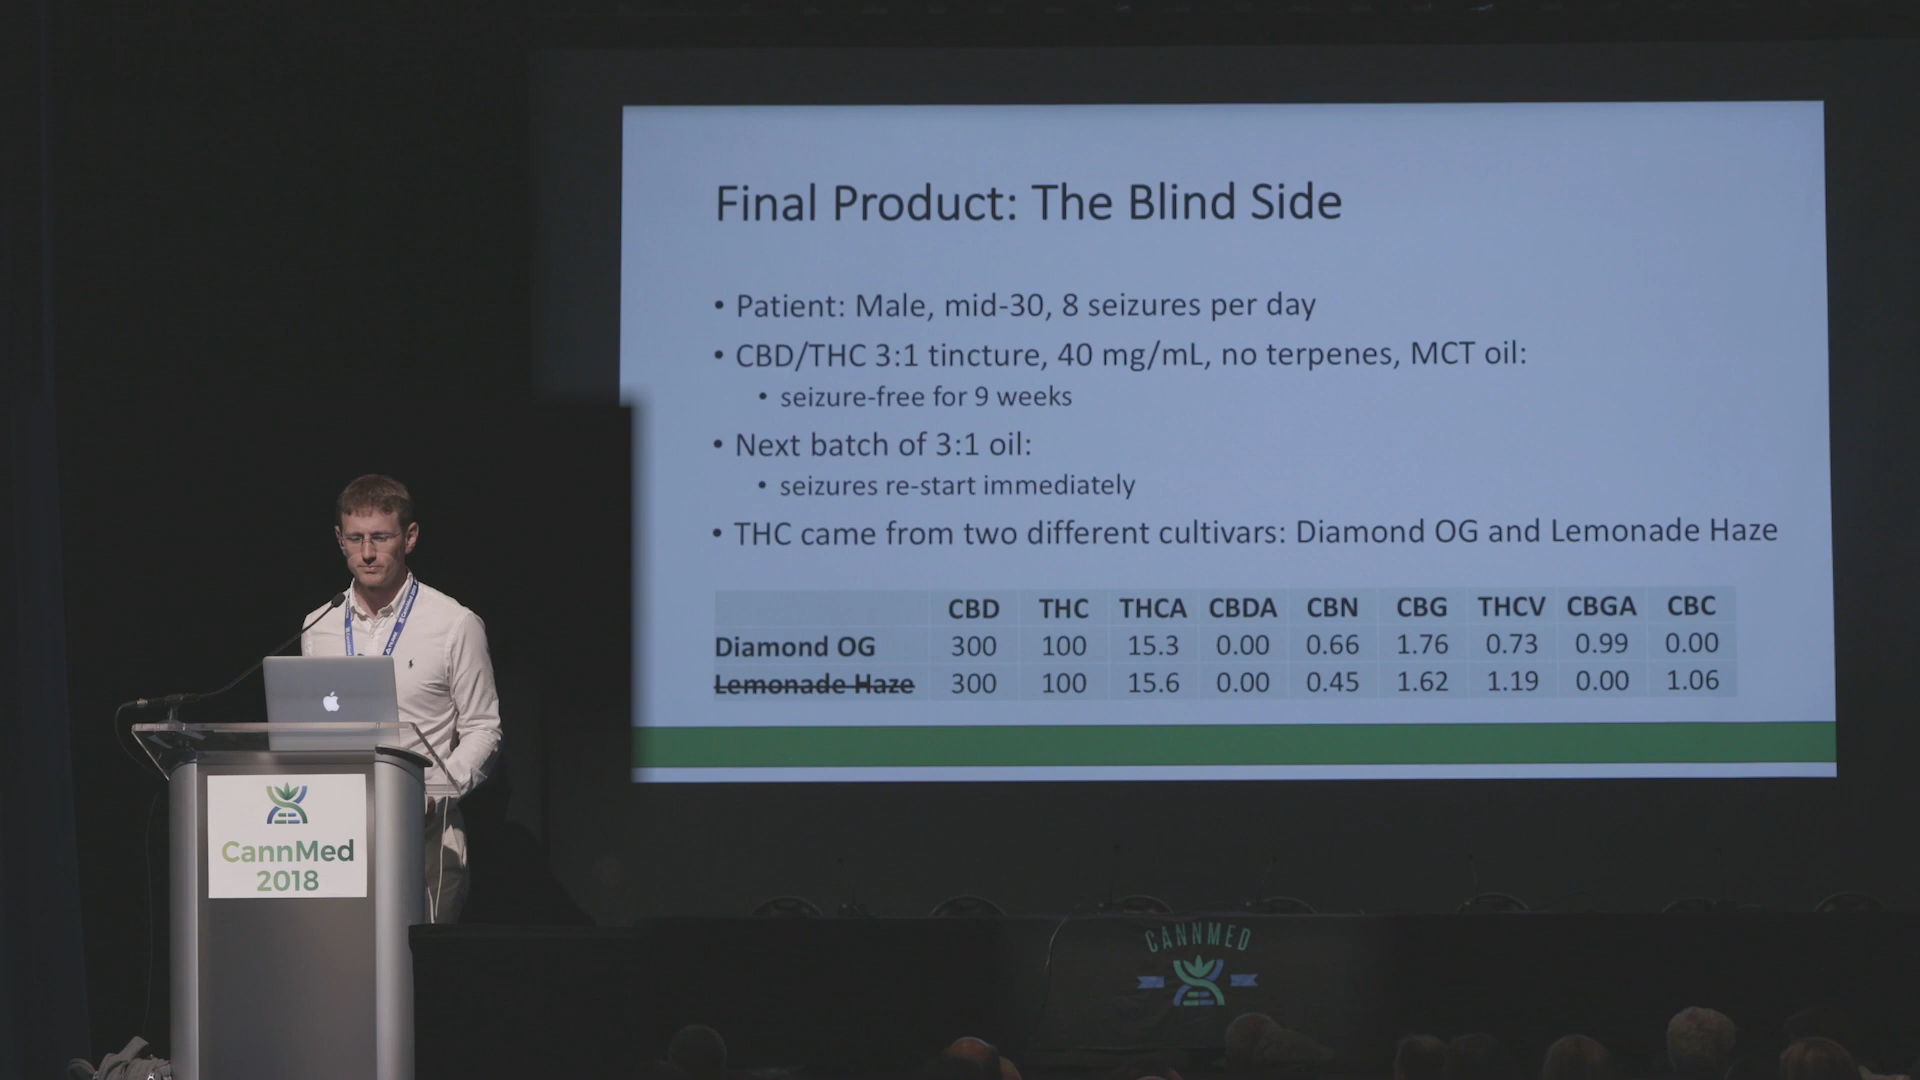 Final Product: The Blind Side
• Patient: Male, mid-30, 8 seizures per day
• CBD/THC 3:1 tincture, 40 mg/mL, no terpenes, MCT oil:
• seizure-free for 9 weeks
• Next batch of 3:1 oil:
• seizures re-start immediately
• THC came from two different cultivars: Diamond OG and Lemonade Haze
CBD THC THCA CBDA CBN CBG THCV CBGA CBC
Diamond OG 300 100 15.3 0.00 0.66 1.76 0.73 0.99 0.00
Lemonade Haze 300 100 15.6 0.00 0.45 1.62 1.19 0.00 1.06
CannMed
2018
CANNMED